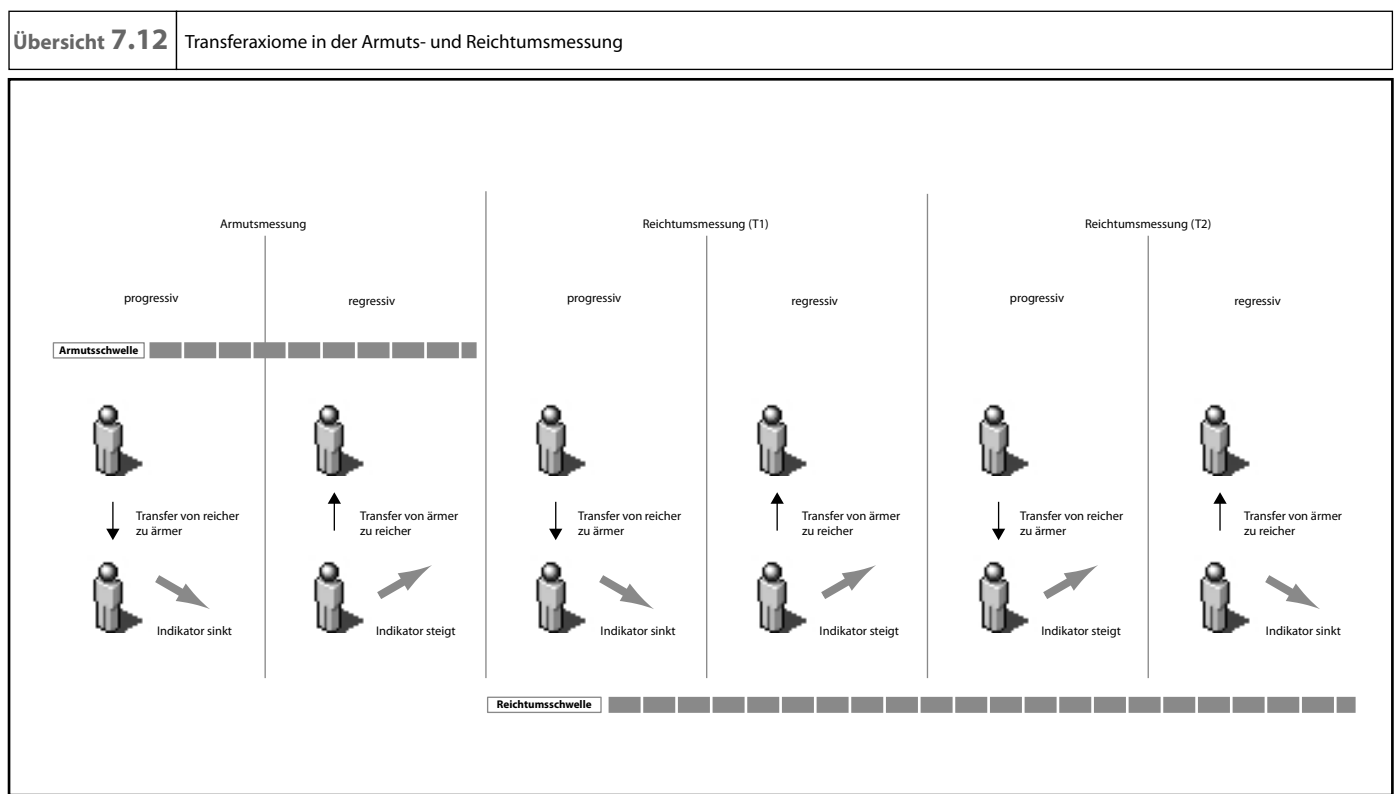 Übersicht 7.12 Transferaxiome in der Armuts- und Reichtumsmessung
Armutsmessung Reichtumsmessung (T1) Reichtumsmessung (T2)
progressiv regressiv progressiv regressiv progressiv regressiv
Armutsschwelle
Transfer von reicher Transfer von ärmer Transfer von reicher Transfer von ärmer Transfer von reicher Transfer von ärmer
zu ärmer zu reicher zu ärmer zu reicher zu ärmer zu reicher
Indikator sinkt Indikator steigt Indikator sinkt Indikator steigt Indikator steigt Indikator sinkt
Reichtumsschwelle